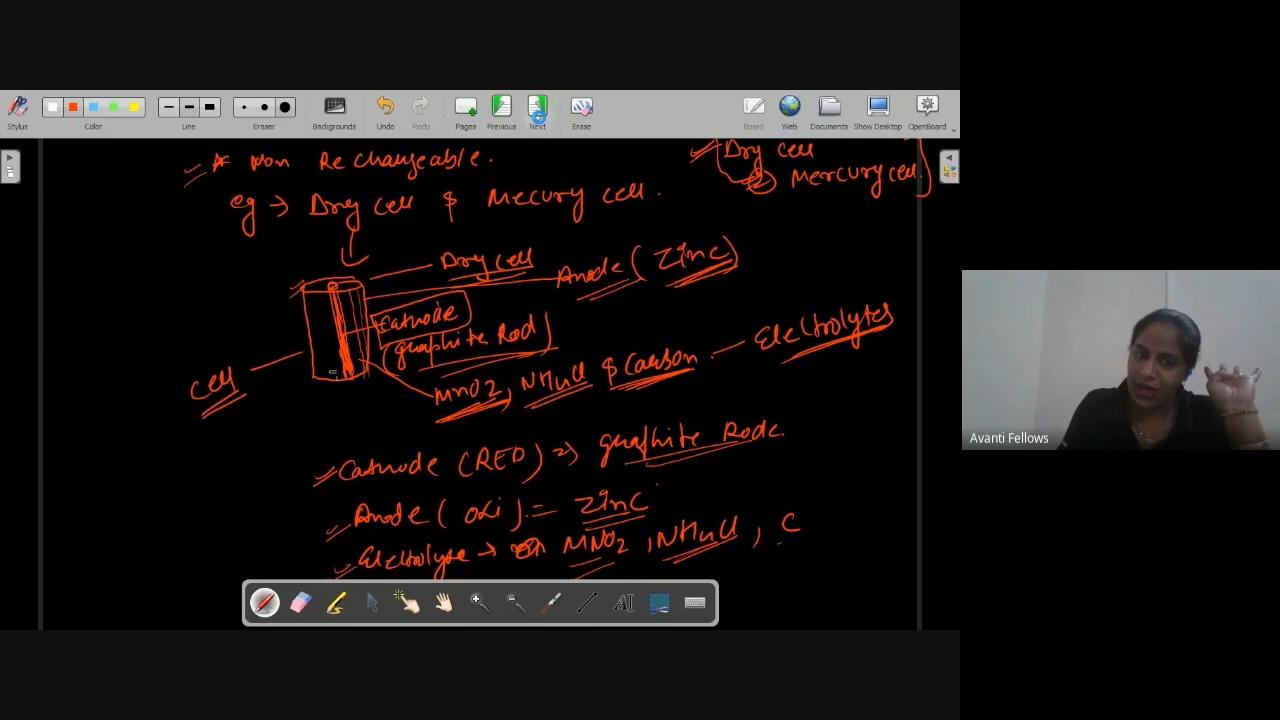 Stylus Color Line Eraser Backgrounds Undo Redo Pages Previous Next Erase Board Web Documents Show Desktop OpenBoard
* Non Rechargeable.
Dry cell
② Mercury cell
eg → Dry cell & Mecury cell.
Dry cell
Anode (Zinc)
Cathode
(graphite Rod)
Cell
MnO2, NH4Cl & Carbon. — Electrolytes
Cathode (RED) => graphite Rode.
Anode (Oxi) = Zinc
Electrolyte → MNO2, NH4Cl, C
Avanti Fellows
AI